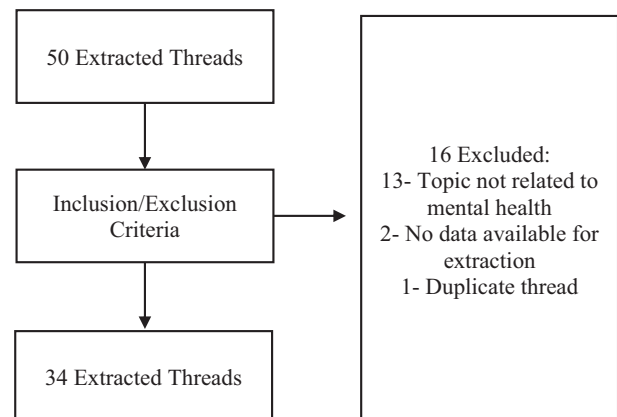 50 Extracted Threads
Inclusion/Exclusion
Criteria
34 Extracted Threads
16 Excluded:
13- Topic not related to
mental health
2- No data available for
extraction
1- Duplicate thread